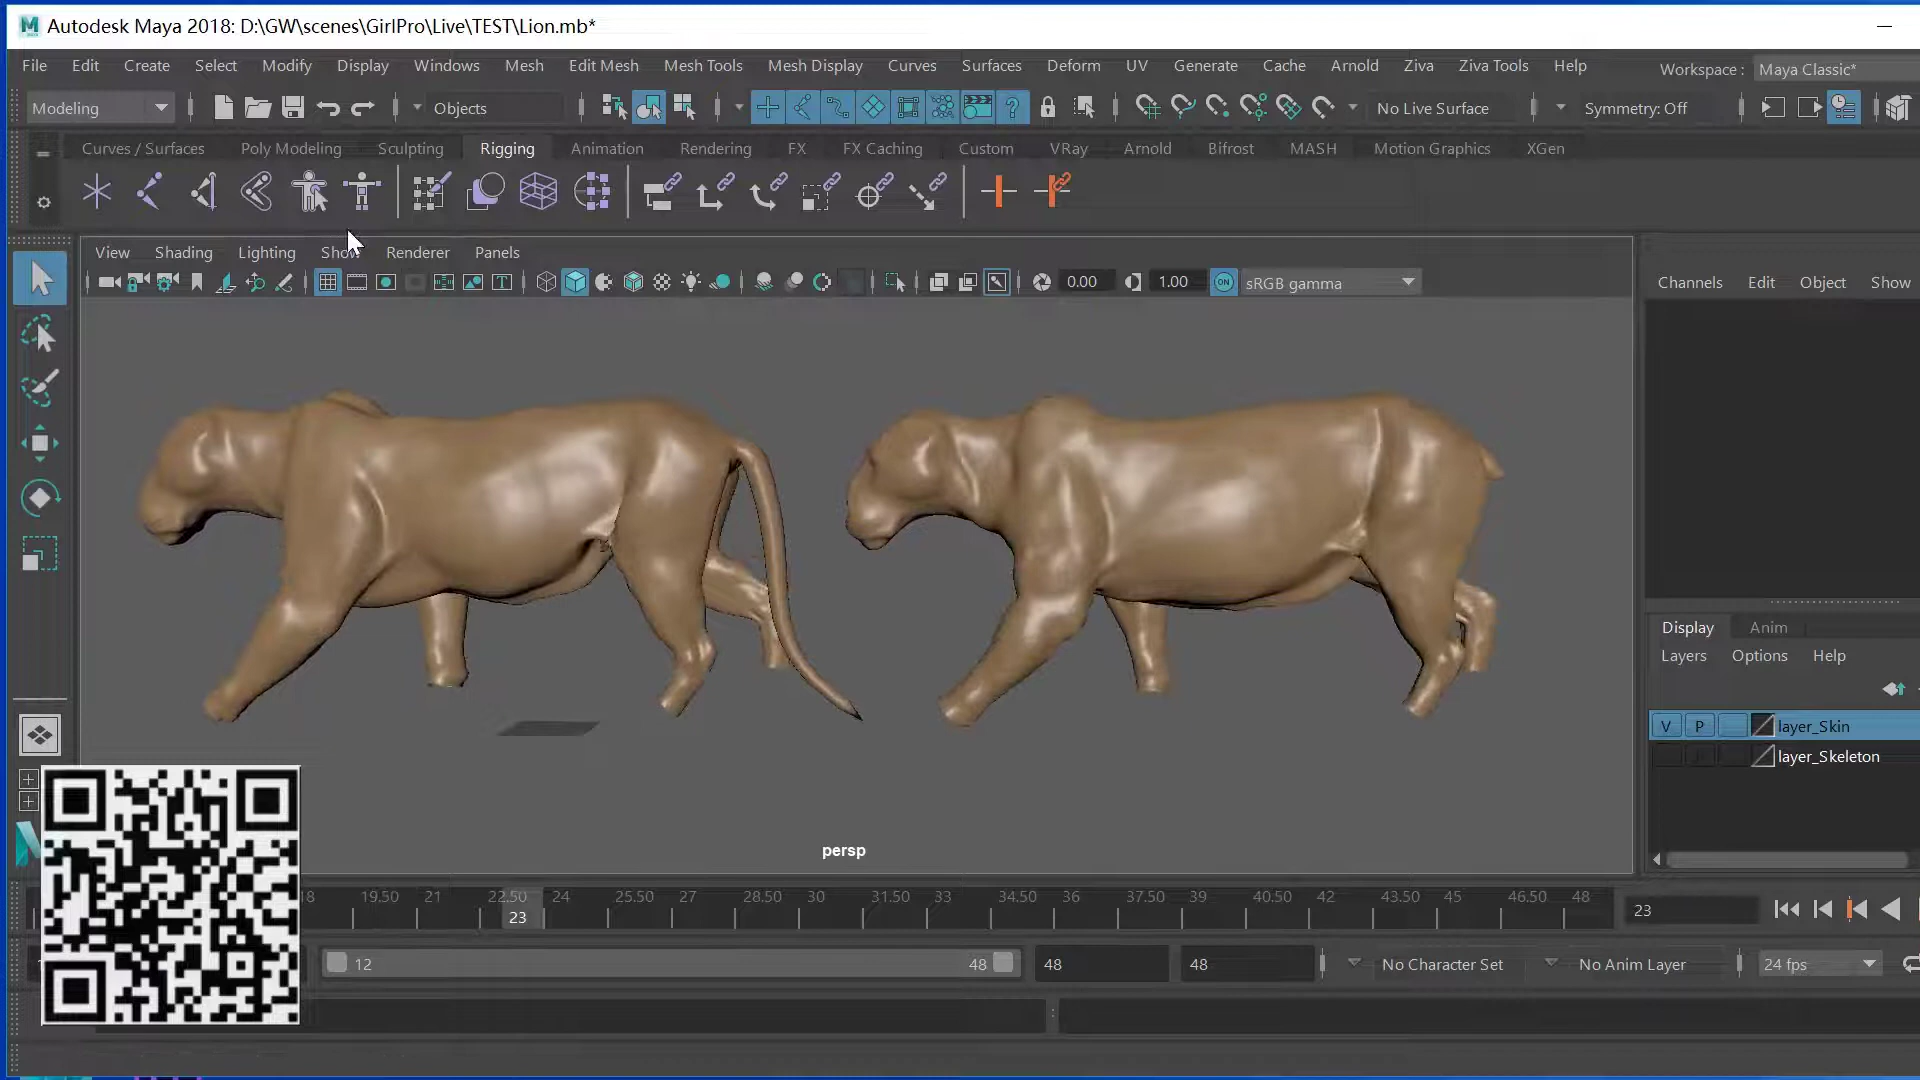 Autodesk Maya 2018: D:\GW\scenes\GirlPro\Live\TEST\Lion.mb*
File Edit Create Select Modify Display Windows Mesh Edit Mesh Mesh Tools Mesh Display Curves Surfaces Deform UV Generate Cache Arnold Ziva Ziva Tools Help Workspace : Maya Classic*
Modeling Objects No Live Surface Symmetry: Off
Curves / Surfaces Poly Modeling Sculpting Rigging Animation Rendering FX FX Caching Custom VRay Arnold Bifrost MASH Motion Graphics XGen
View Shading Lighting Show Renderer Panels
0.00 1.00 ON sRGB gamma
Channels Edit Object Show
Display Anim
Layers Options Help
V P layer_Skin
layer_Skeleton
persp
18 19.50 21 22.50 24 25.50 27 28.50 30 31.50 33 34.50 36 37.50 39 40.50 42 43.50 45 46.50 48
23 23
12 48 48 48 No Character Set No Anim Layer 24 fps
: